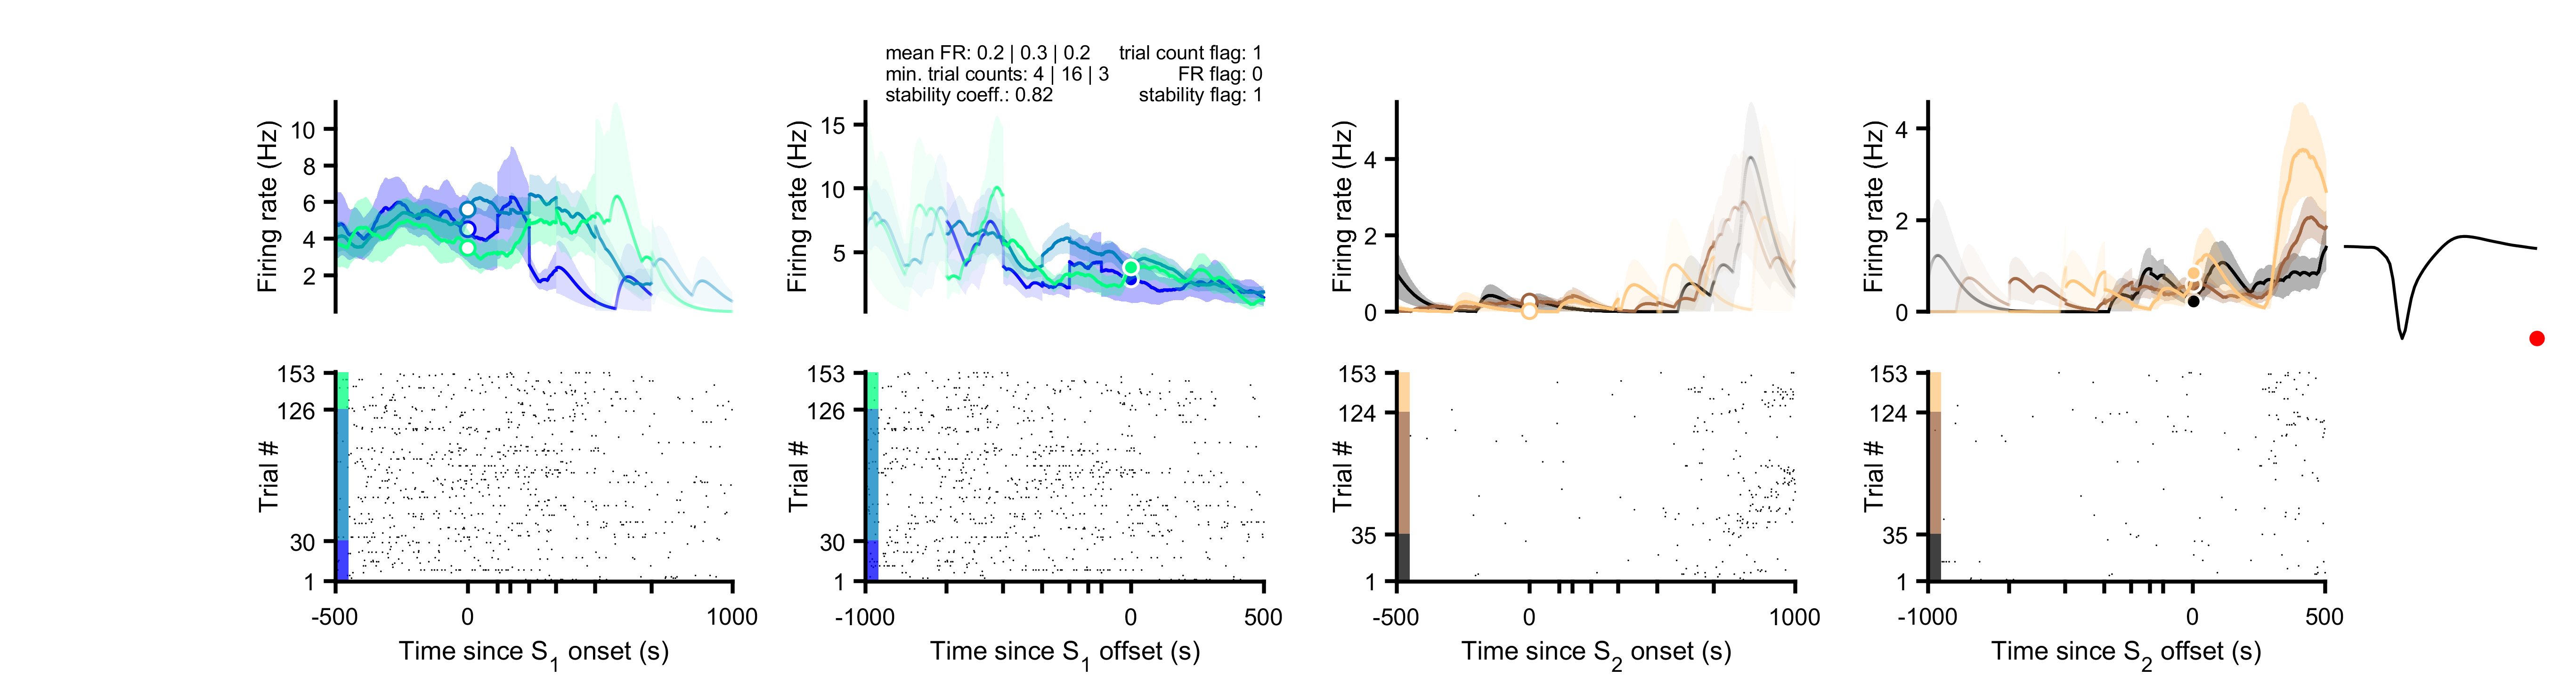 mean FR: 0.2 | 0.3 | 0.2 trial count flag: 1
min. trial counts: 4 | 16 | 3 FR flag: 0
stability coeff.: 0.82 stability flag: 1
Firing rate (Hz)
10
8
6
4
2
Firing rate (Hz)
15
10
5
Firing rate (Hz)
4
2
0
Firing rate (Hz)
4
2
0
Trial #
153
126
30
1
-500 0 1000
Time since S1 onset (s)
Trial #
153
126
30
1
-1000 0 500
Time since S1 offset (s)
Trial #
153
124
35
1
-500 0 1000
Time since S2 onset (s)
Trial #
153
124
35
1
-1000 0 500
Time since S2 offset (s)